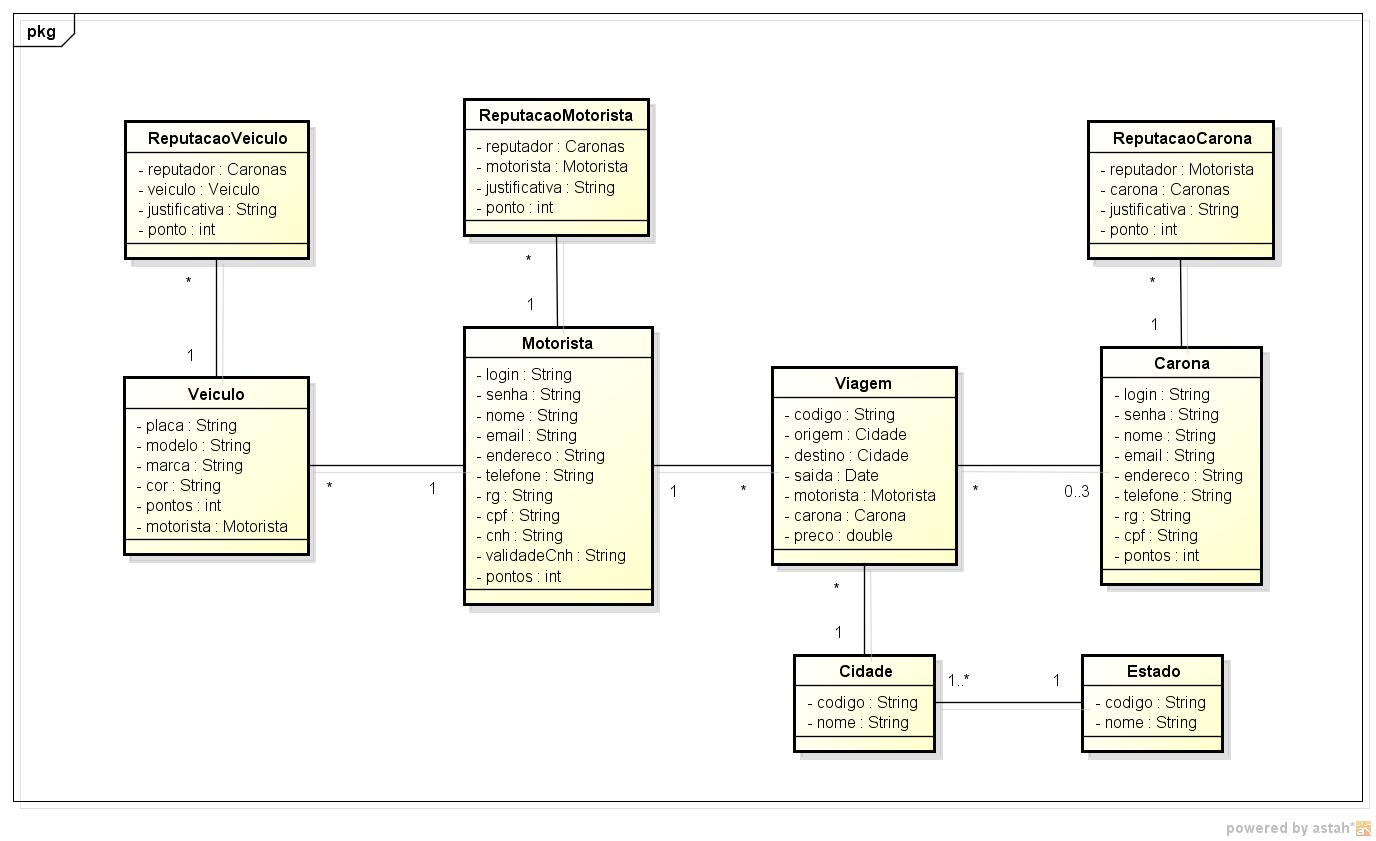 pkg
ReputacaoVeiculo
- reputador : Caronas
- veiculo : Veiculo
- justificativa : String
- ponto : int
*
1
ReputacaoMotorista
- reputador : Caronas
- motorista : Motorista
- justificativa : String
- ponto : int
*
1
ReputacaoCarona
- reputador : Motorista
- carona : Caronas
- justificativa : String
- ponto : int
*
1
Veiculo
- placa : String
- modelo : String
- marca : String
- cor : String
- pontos : int
- motorista : Motorista
*
1
Motorista
- login : String
- senha : String
- nome : String
- email : String
- endereco : String
- telefone : String
- rg : String
- cpf : String
- cnh : String
- validadeCnh : String
- pontos : int
1
*
Viagem
- codigo : String
- origem : Cidade
- destino : Cidade
- saida : Date
- motorista : Motorista
- carona : Carona
- preco : double
*
0..3
Carona
- login : String
- senha : String
- nome : String
- email : String
- endereco : String
- telefone : String
- rg : String
- cpf : String
- pontos : int
*
1
Cidade
- codigo : String
- nome : String
1..*
1
Estado
- codigo : String
- nome : String
powered by astah*